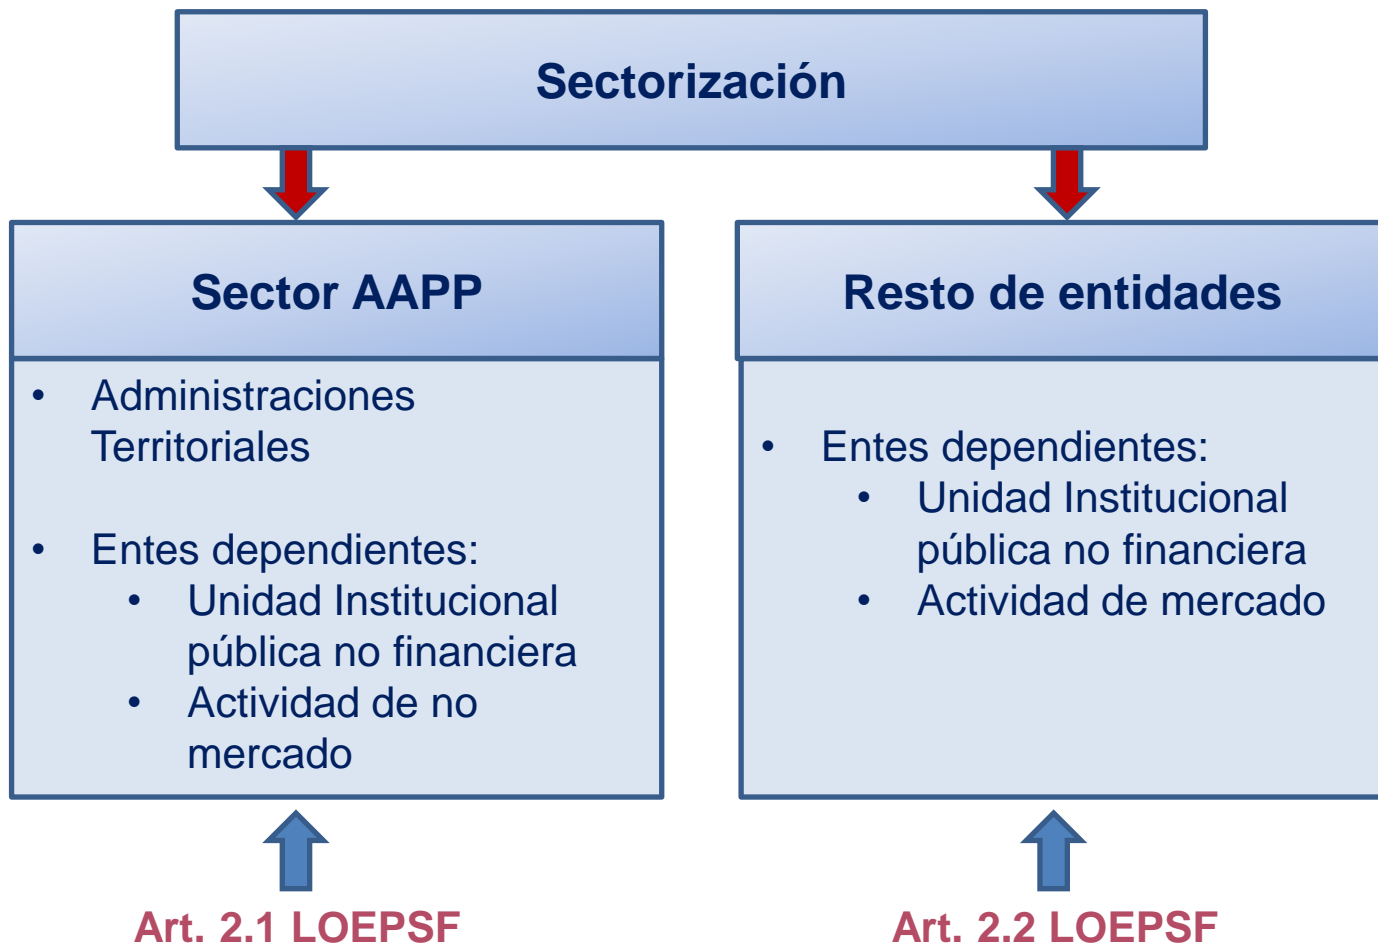 Sectorización
Sector AAPP
• Administraciones
Territoriales
• Entes dependientes:
• Unidad Institucional
pública no financiera
• Actividad de no
mercado
Art. 2.1 LOEPSF
Resto de entidades
• Entes dependientes:
• Unidad Institucional
pública no financiera
• Actividad de mercado
Art. 2.2 LOEPSF